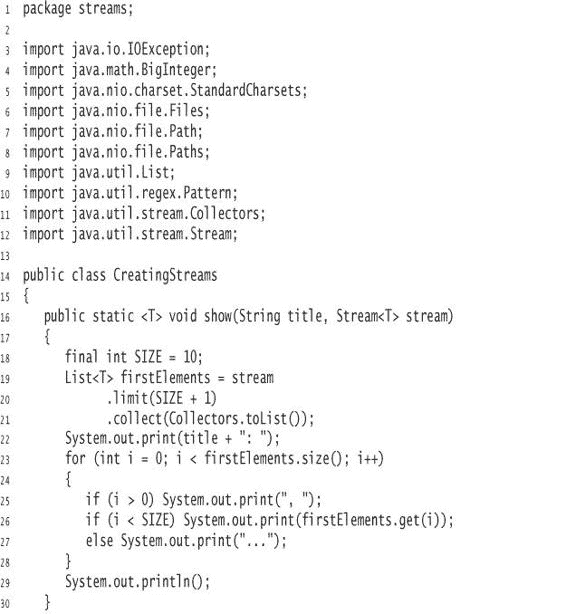 1 package streams;
2
3 import java.io.IOException;
4 import java.math.BigInteger;
5 import java.nio.charset.StandardCharsets;
6 import java.nio.file.Files;
7 import java.nio.file.Path;
8 import java.nio.file.Paths;
9 import java.util.List;
10 import java.util.regex.Pattern;
11 import java.util.stream.Collectors;
12 import java.util.stream.Stream;
13
14 public class CreatingStreams
15 {
16    public static <T> void show(String title, Stream<T> stream)
17    {
18       final int SIZE = 10;
19       List<T> firstElements = stream
20             .limit(SIZE + 1)
21             .collect(Collectors.toList());
22       System.out.print(title + ": ");
23       for (int i = 0; i < firstElements.size(); i++)
24       {
25          if (i > 0) System.out.print(", ");
26          if (i < SIZE) System.out.print(firstElements.get(i));
27          else System.out.print("...");
28       }
29       System.out.println();
30    }